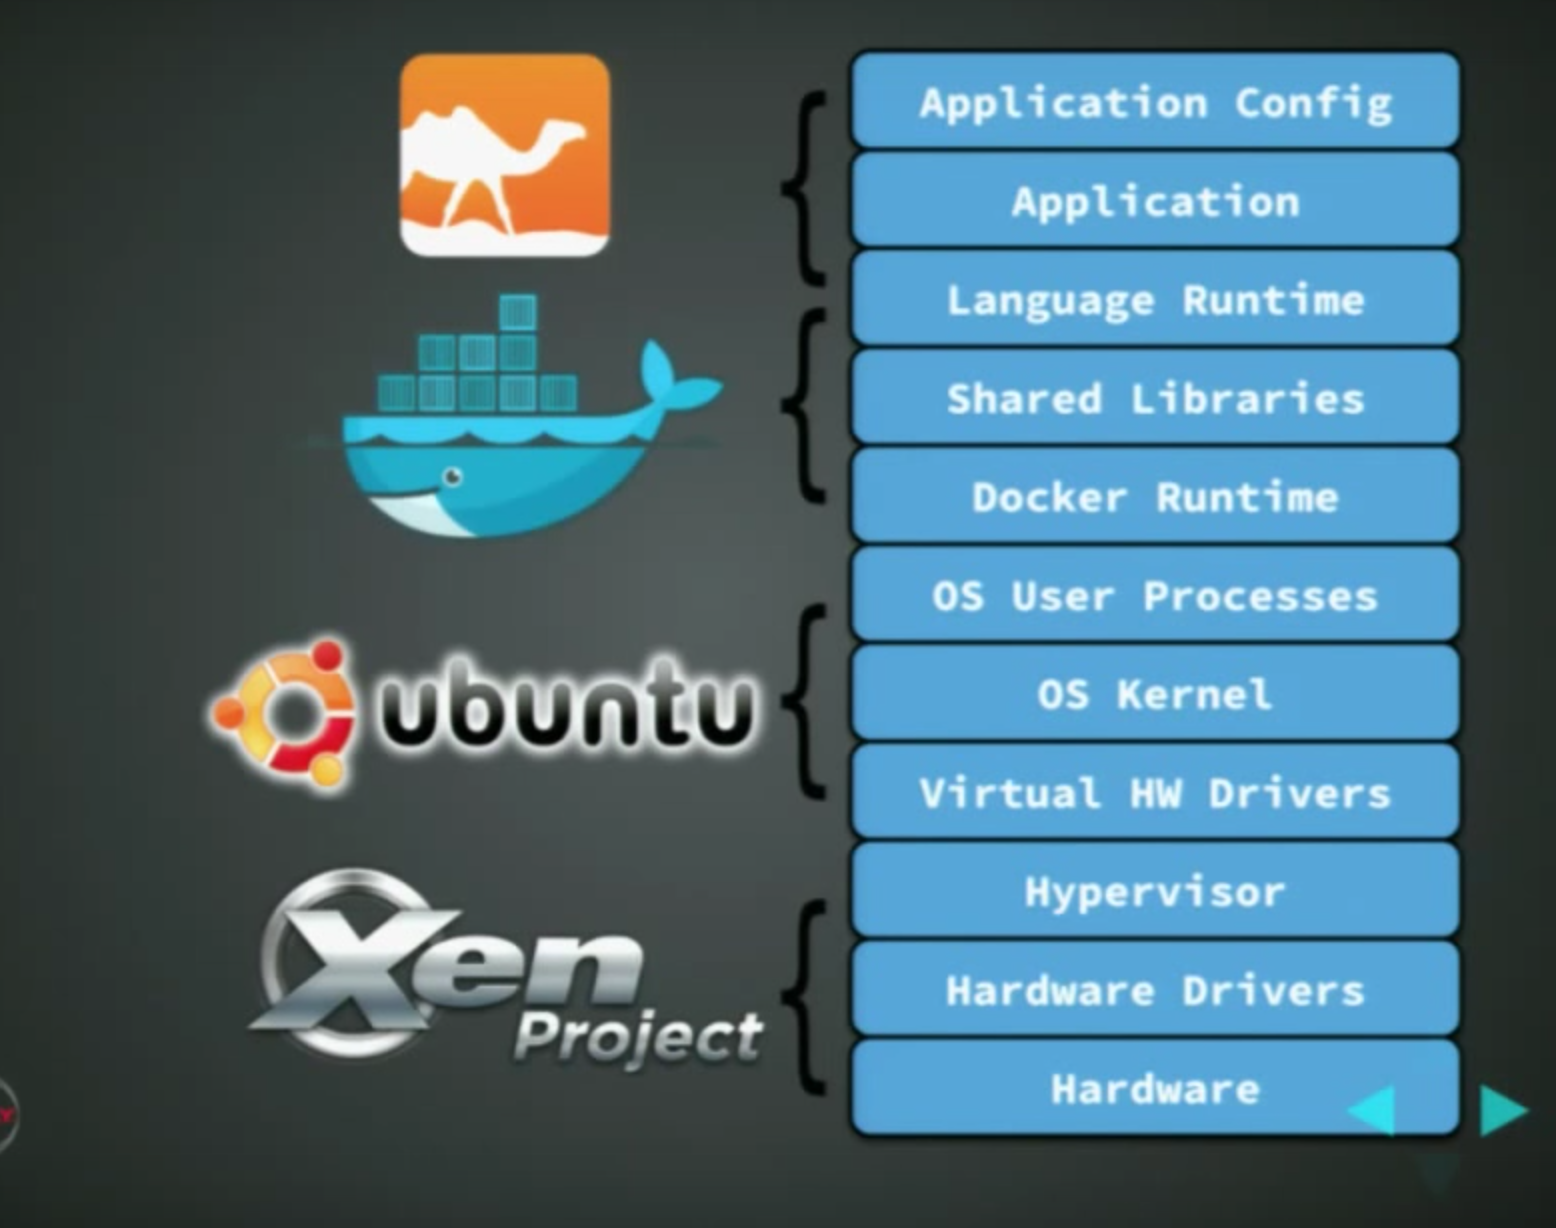 Application Config
Application
Language Runtime
Shared Libraries
Docker Runtime
OS User Processes
ubuntu
OS Kernel
Virtual HW Drivers
Hypervisor
Xen
Project
Hardware Drivers
Hardware